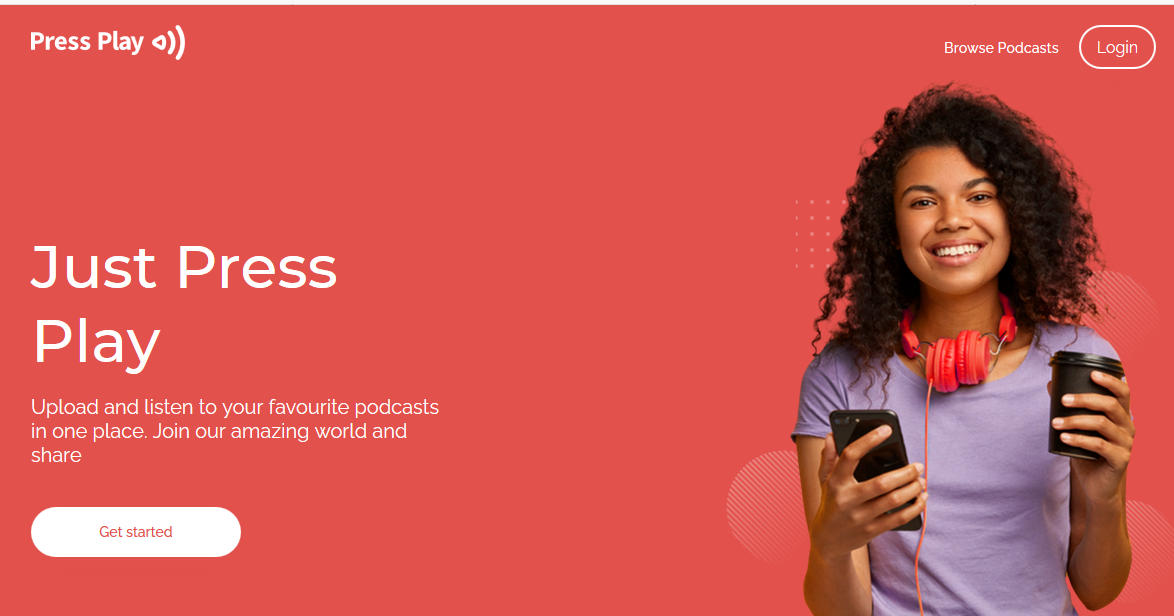 Press Play
Browse Podcasts
Login
Just Press
Play
Upload and listen to your favourite podcasts
in one place. Join our amazing world and
share
Get started